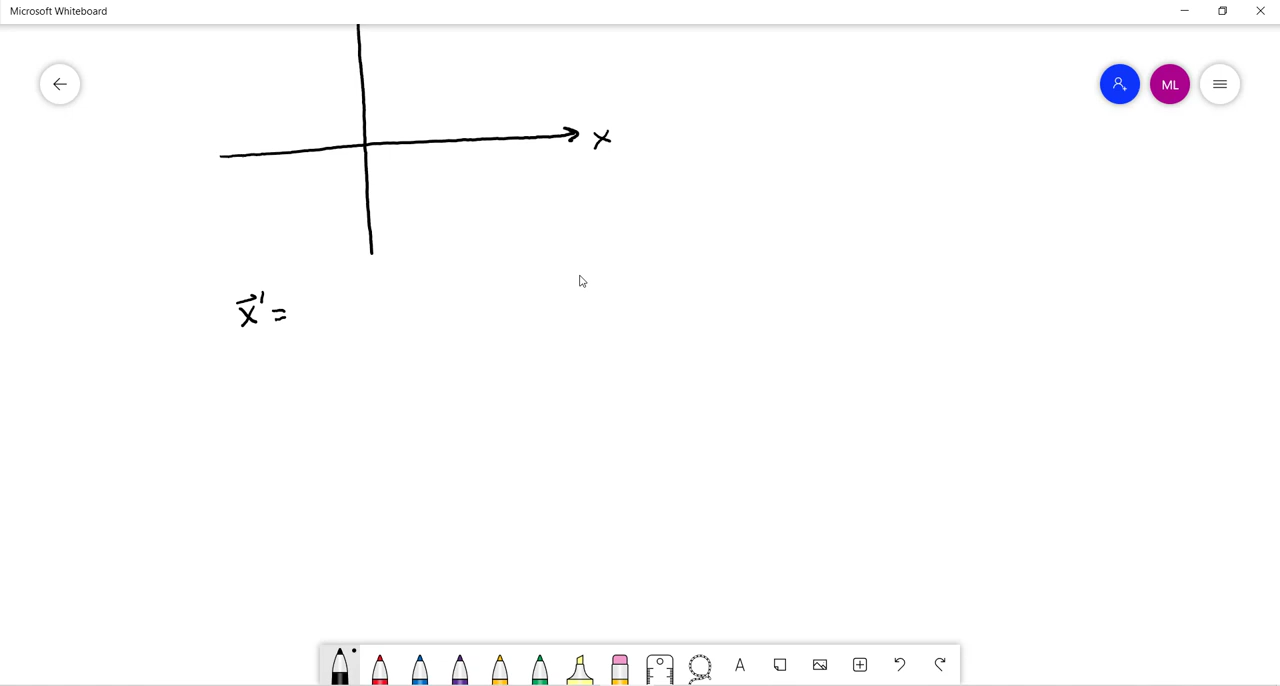 Microsoft Whiteboard
ML
x
x⃗' =
A